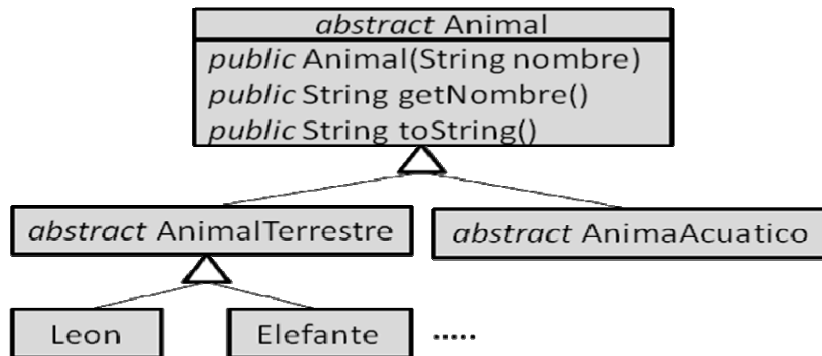 abstract Animal
public Animal(String nombre)
public String getNombre()
public String toString()
abstract AnimalTerrestre
abstract AnimaAcuatico
Leon
Elefante
.....